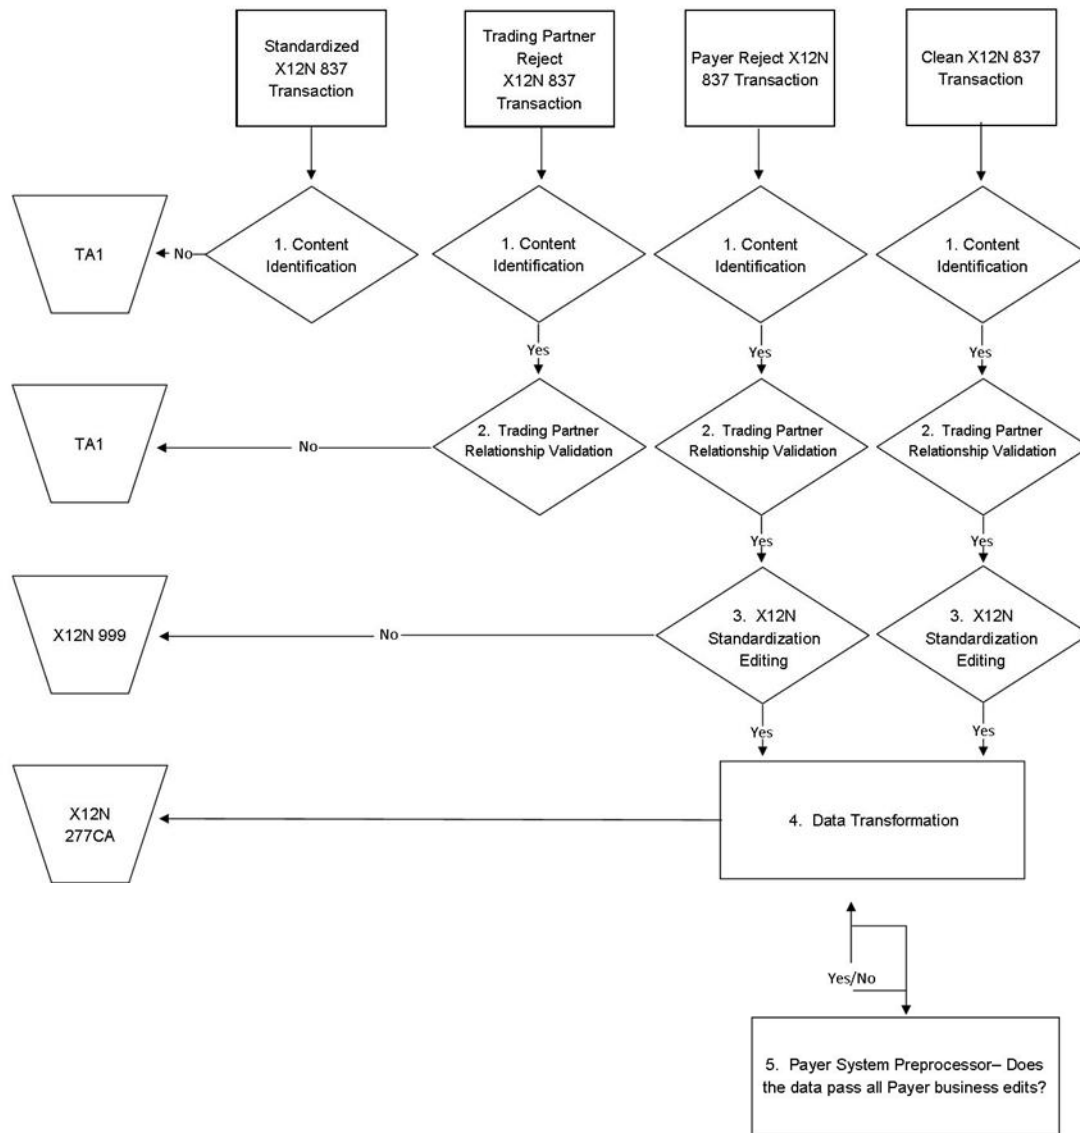 Standardized
X12N 837
Transaction
Trading Partner
Reject
X12N 837
Transaction
Payer Reject X12N
837 Transaction
Clean X12N 837
Transaction
TA1
No
1. Content
Identification
1. Content
Identification
1. Content
Identification
1. Content
Identification
Yes
Yes
Yes
TA1
No
2. Trading Partner
Relationship Validation
2. Trading Partner
Relationship Validation
2. Trading Partner
Relationship Validation
Yes
Yes
X12N 999
No
3. X12N
Standardization
Editing
3. X12N
Standardization
Editing
Yes
Yes
X12N
277CA
4. Data Transformation
Yes/No
5. Payer System Preprocessor– Does
the data pass all Payer business edits?